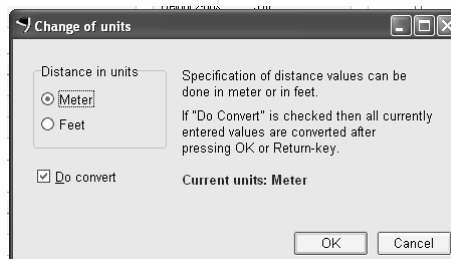 Change of units
Distance in units
Meter
Feet
Do convert
Specification of distance values can be
done in meter or in feet.
If "Do Convert" is checked then all currently
entered values are converted after
pressing OK or Return-key.
Current units: Meter
OK
Cancel